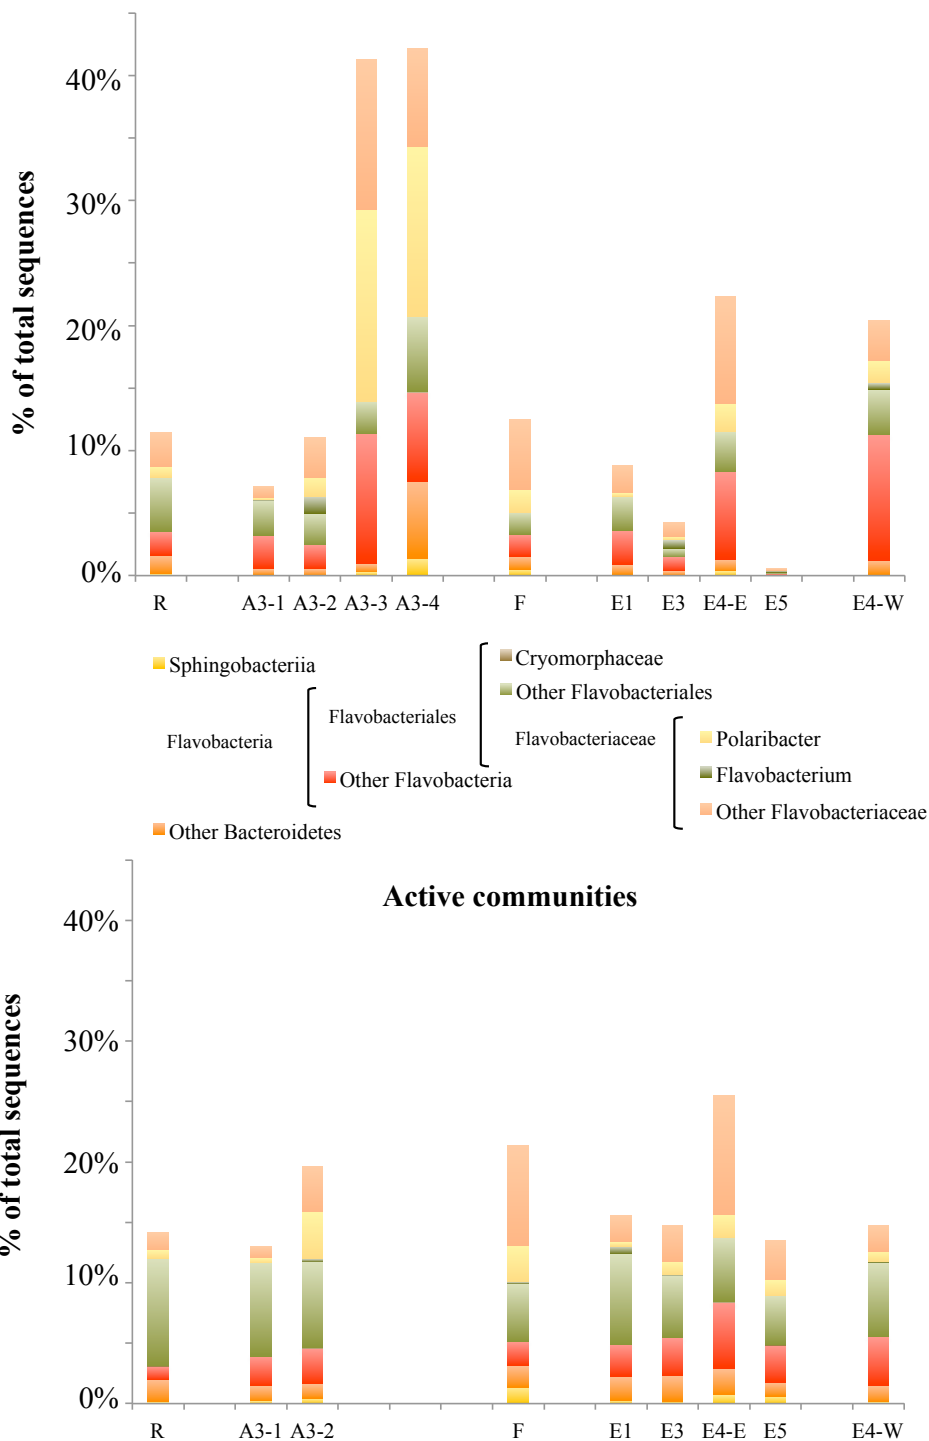 % of total sequences
40%
30%
20%
10%
0%
R A3-1 A3-2 A3-3 A3-4 F E1 E3 E4-E E5 E4-W
Sphingobacteriia
Flavobacteria
Flavobacteriales
Cryomorphaceae
Other Flavobacteriales
Flavobacteriaceae
Polaribacter
Flavobacterium
Other Flavobacteriaceae
Other Flavobacteria
Other Bacteroidetes
Active communities
% of total sequences
40%
30%
20%
10%
0%
R A3-1 A3-2 F E1 E3 E4-E E5 E4-W